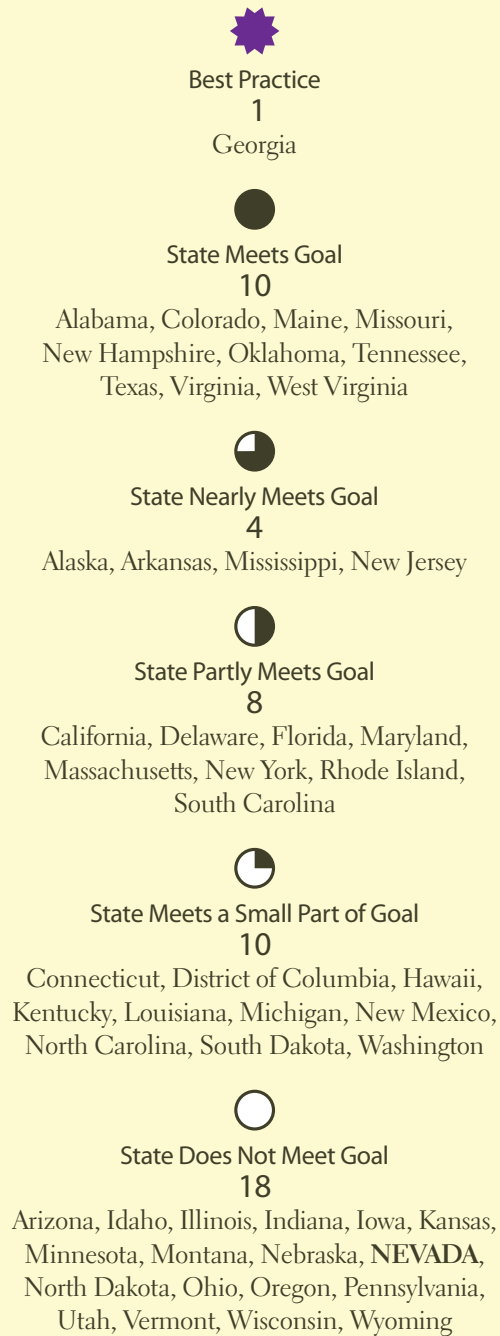 Best Practice
1
Georgia
State Meets Goal
10
Alabama, Colorado, Maine, Missouri,
New Hampshire, Oklahoma, Tennessee,
Texas, Virginia, West Virginia
State Nearly Meets Goal
4
Alaska, Arkansas, Mississippi, New Jersey
State Partly Meets Goal
8
California, Delaware, Florida, Maryland,
Massachusetts, New York, Rhode Island,
South Carolina
State Meets a Small Part of Goal
10
Connecticut, District of Columbia, Hawaii,
Kentucky, Louisiana, Michigan, New Mexico,
North Carolina, South Dakota, Washington
State Does Not Meet Goal
18
Arizona, Idaho, Illinois, Indiana, Iowa, Kansas,
Minnesota, Montana, Nebraska, NEVADA,
North Dakota, Ohio, Oregon, Pennsylvania,
Utah, Vermont, Wisconsin, Wyoming